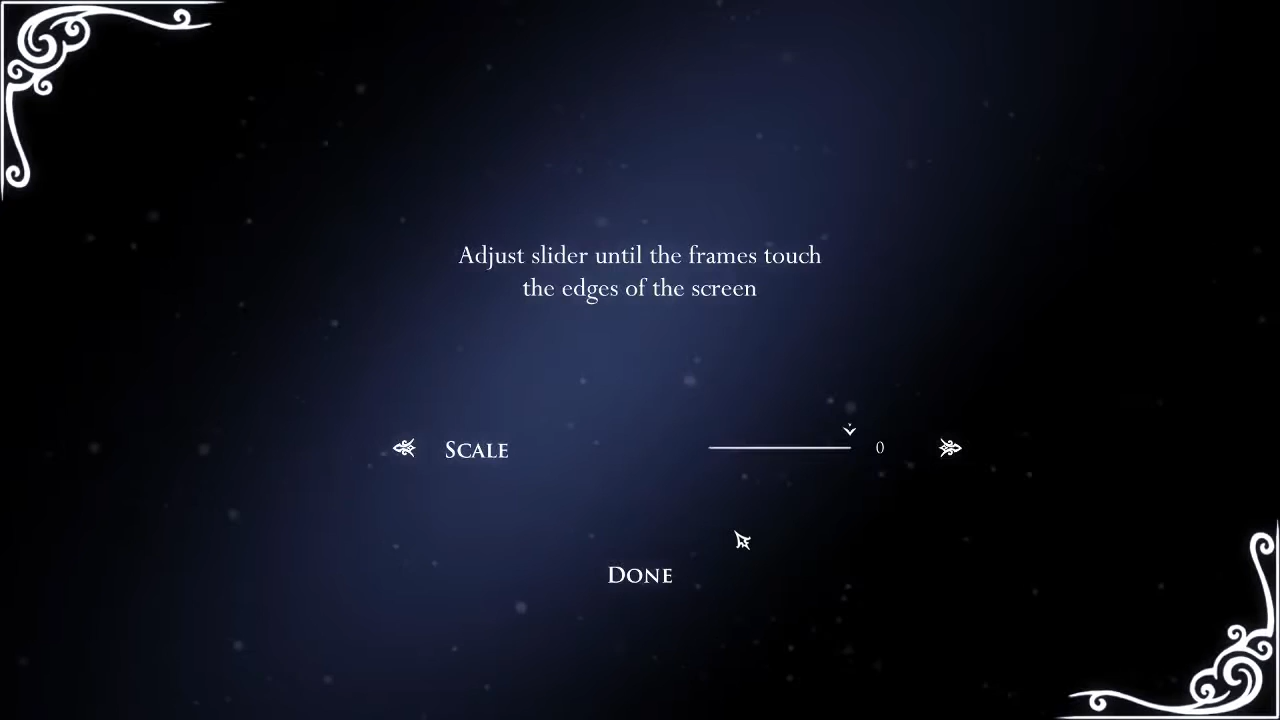 Adjust slider until the frames touch
the edges of the screen
Scale 0
Done